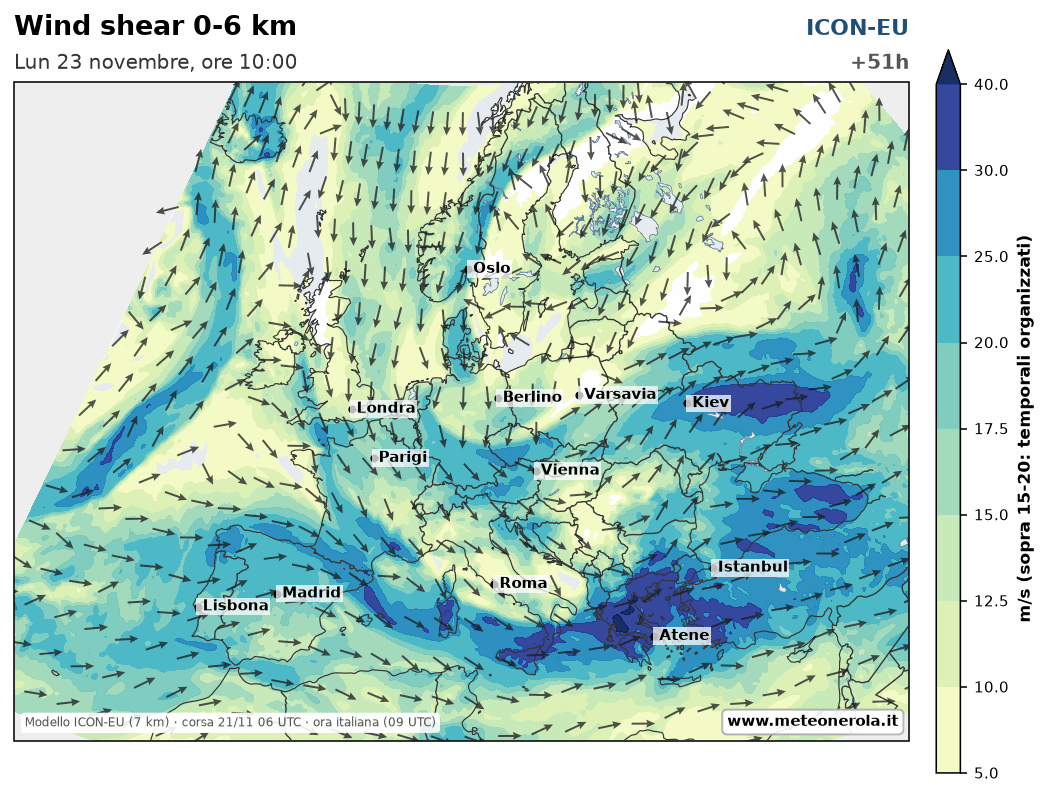 Wind shear 0-6 km
ICON-EU
Lun 23 novembre, ore 10:00
+51h
40.0
30.0
25.0
20.0
17.5
15.0
12.5
10.0
5.0
m/s (sopra 15-20: temporali organizzati)
Oslo
Berlino
Varsavia
Kiev
Londra
Parigi
Vienna
Istanbul
Roma
Madrid
Lisbona
Atene
Modello ICON-EU (7 km) · corsa 21/11 06 UTC · ora italiana (09 UTC)
www.meteonerola.it